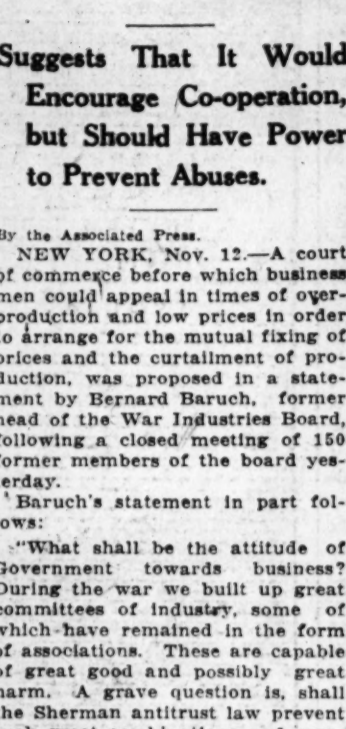 Suggests That It Would
Encourage Co-operation,
but Should Have Power
to Prevent Abuses.
By the Associated Press.
NEW YORK, Nov. 12.—A court
of commerce before which business
men could appeal in times of over-
production and low prices in order
to arrange for the mutual fixing of
prices and the curtailment of pro-
duction, was proposed in a state-
ment by Bernard Baruch, former
head of the War Industries Board,
following a closed meeting of 150
former members of the board yes-
terday.
Baruch's statement in part fol-
lows:
"What shall be the attitude of
Government towards business?
During the war we built up great
committees of industry, some of
which have remained in the form
of associations. These are capable
of great good and possibly great
harm. A grave question is, shall
the Sherman antitrust law prevent